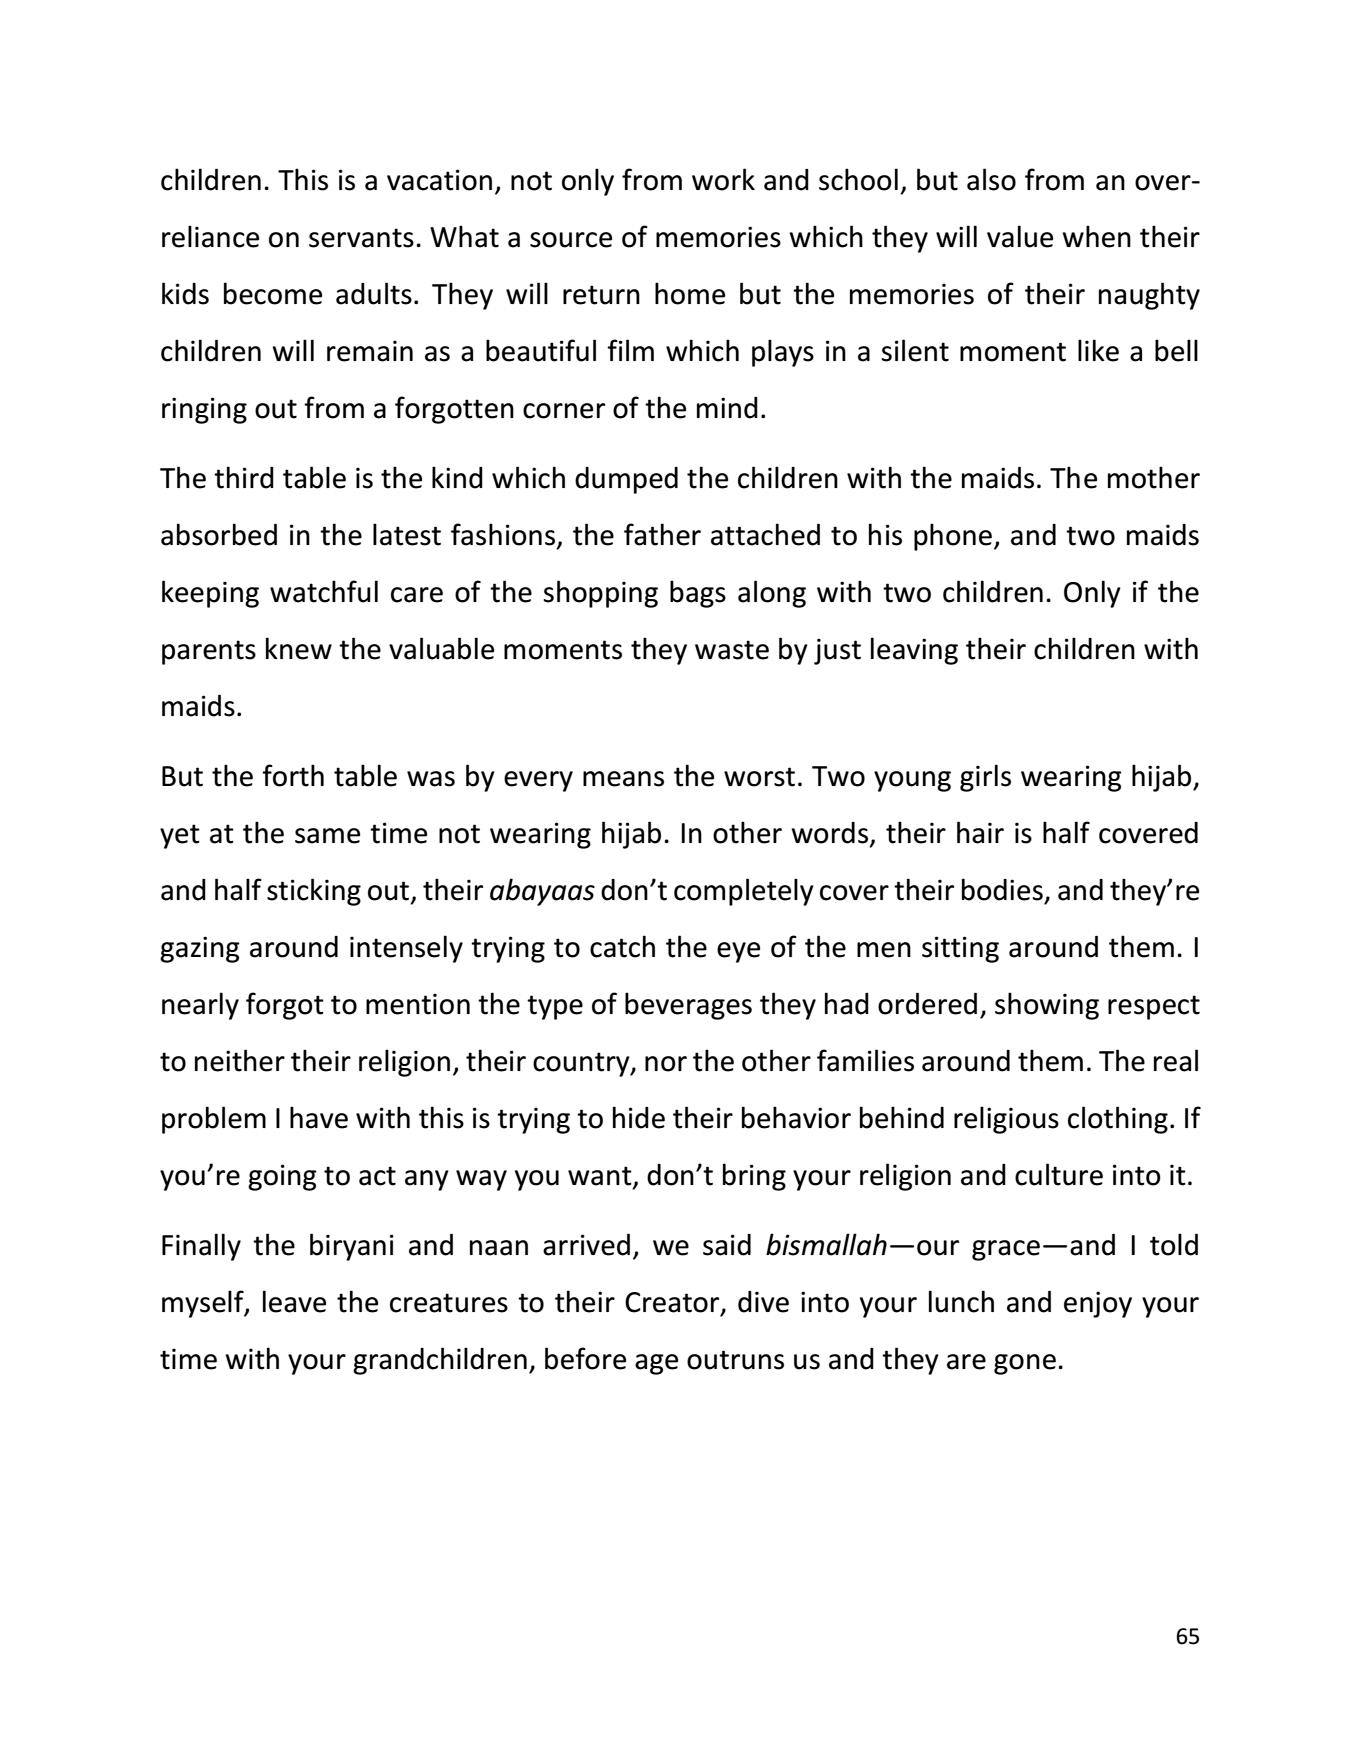 children. This is a vacation, not only from work and school, but also from an over-
reliance on servants. What a source of memories which they will value when their
kids become adults. They will return home but the memories of their naughty
children will remain as a beautiful film which plays in a silent moment like a bell
ringing out from a forgotten corner of the mind.
The third table is the kind which dumped the children with the maids. The mother
absorbed in the latest fashions, the father attached to his phone, and two maids
keeping watchful care of the shopping bags along with two children. Only if the
parents knew the valuable moments they waste by just leaving their children with
maids.
But the forth table was by every means the worst. Two young girls wearing hijab,
yet at the same time not wearing hijab. In other words, their hair is half covered
and half sticking out, their abayaas don’t completely cover their bodies, and they’re
gazing around intensely trying to catch the eye of the men sitting around them. I
nearly forgot to mention the type of beverages they had ordered, showing respect
to neither their religion, their country, nor the other families around them. The real
problem I have with this is trying to hide their behavior behind religious clothing. If
you’re going to act any way you want, don’t bring your religion and culture into it.
Finally the biryani and naan arrived, we said bismallah—our grace—and I told
myself, leave the creatures to their Creator, dive into your lunch and enjoy your
time with your grandchildren, before age outruns us and they are gone.
65